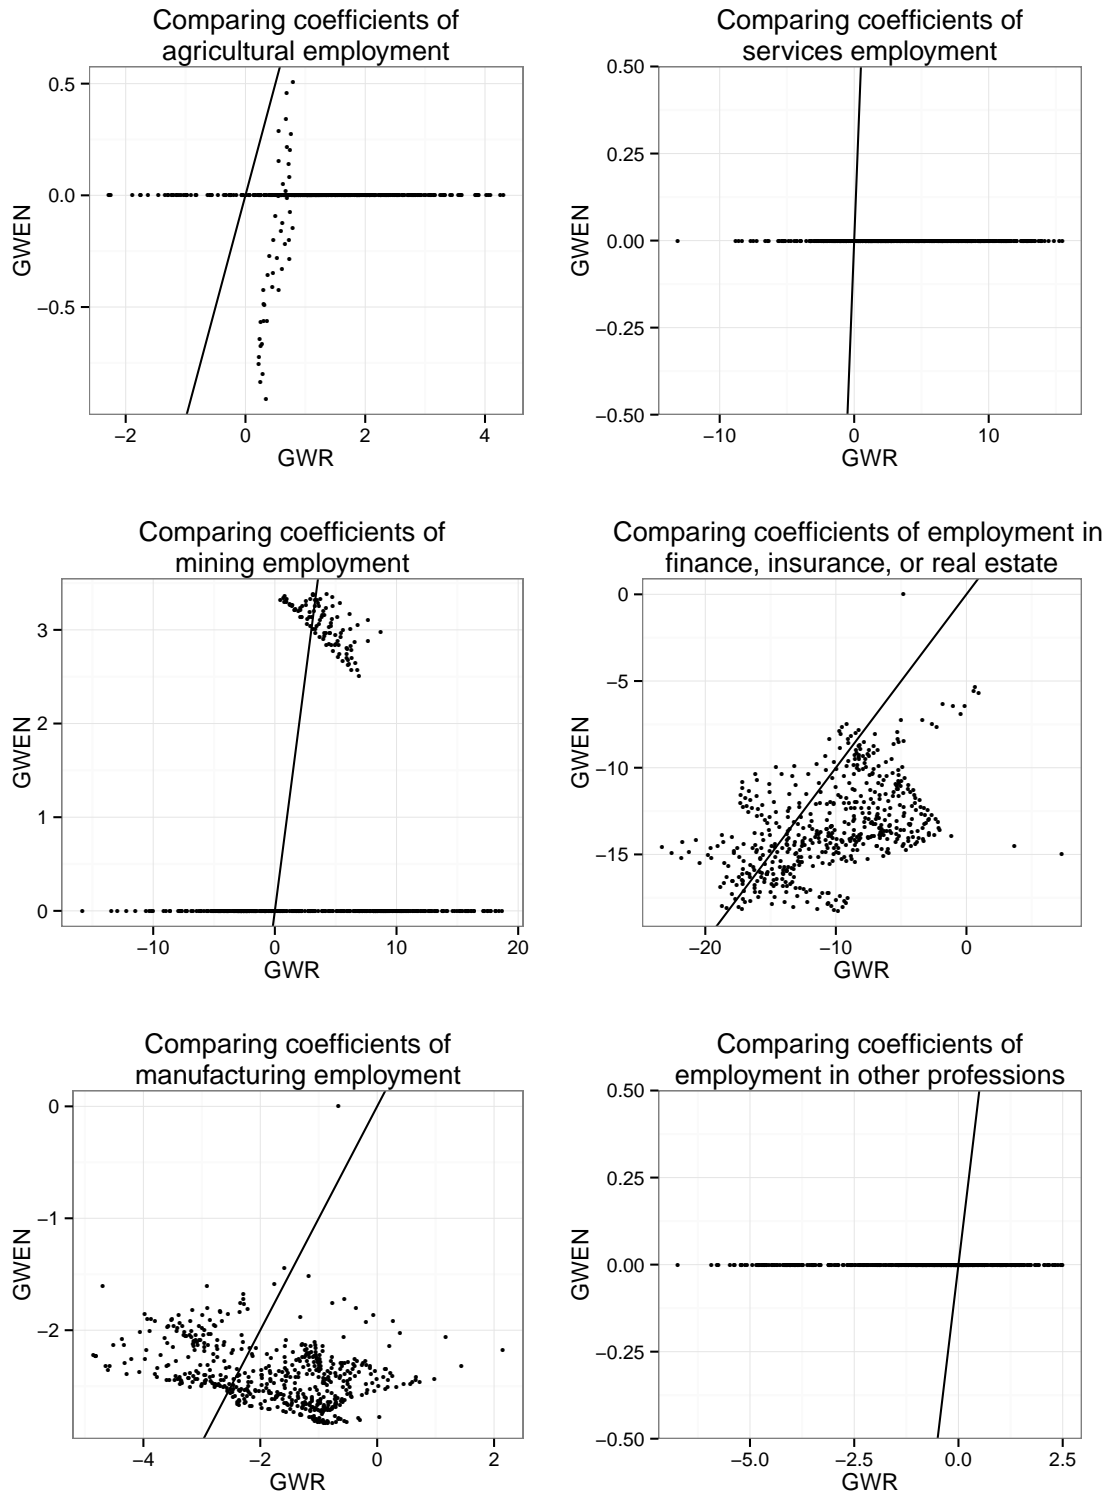 Comparing coefficients of
agricultural employment
0.5
0.0
−0.5
GWEN
−2
0
2
4
GWR
Comparing coefficients of
services employment
0.50
0.25
0.00
−0.25
−0.50
GWEN
−10
0
10
GWR
Comparing coefficients of
mining employment
3
2
1
0
GWEN
−10
0
10
20
GWR
Comparing coefficients of employment in
finance, insurance, or real estate
0
−5
−10
−15
GWEN
−20
−10
0
GWR
Comparing coefficients of
manufacturing employment
0
−1
−2
GWEN
−4
−2
0
2
GWR
Comparing coefficients of
employment in other professions
0.50
0.25
0.00
−0.25
−0.50
GWEN
−5.0
−2.5
0.0
2.5
GWR